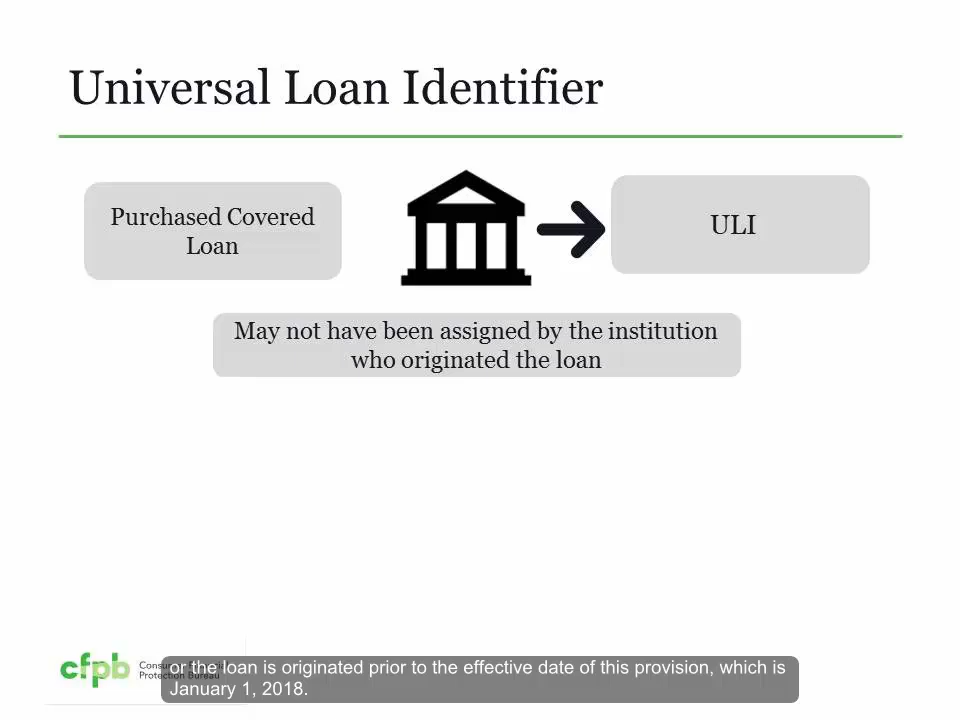 Universal Loan Identifier
Purchased Covered
Loan
ULI
May not have been assigned by the institution
who originated the loan
cfpb
Protection Bureau
or the loan is originated prior to the effective date of this provision, which is
January 1, 2018.